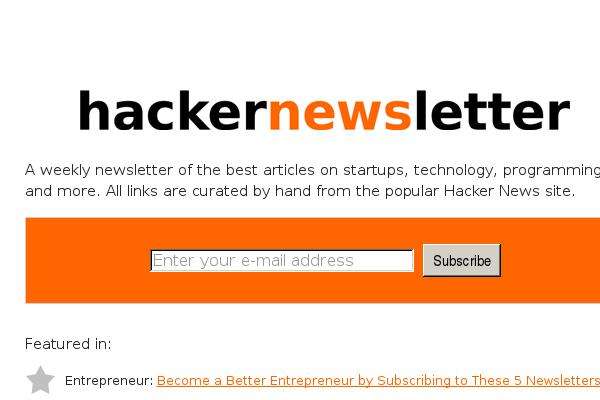 hackernewsletter
A weekly newsletter of the best articles on startups, technology, programming
and more. All links are curated by hand from the popular Hacker News site.
Enter your e-mail address
Subscribe
Featured in:
Entrepreneur: Become a Better Entrepreneur by Subscribing to These 5 Newsletters